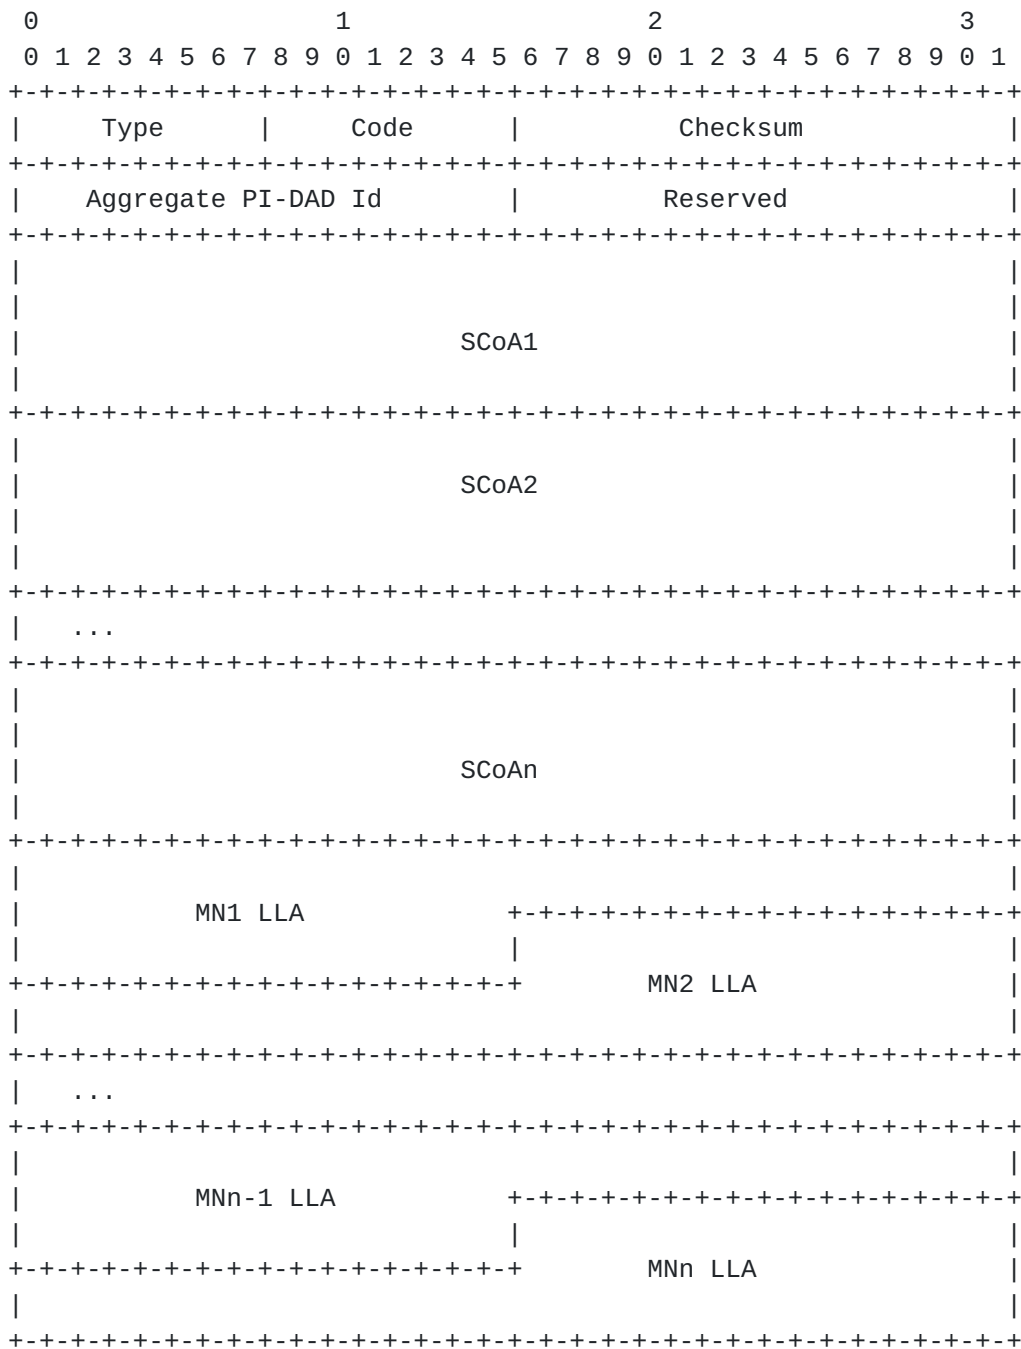 0                   1                   2                   3
 0 1 2 3 4 5 6 7 8 9 0 1 2 3 4 5 6 7 8 9 0 1 2 3 4 5 6 7 8 9 0 1
+-+-+-+-+-+-+-+-+-+-+-+-+-+-+-+-+-+-+-+-+-+-+-+-+-+-+-+-+-+-+-+-+
|     Type      |     Code      |          Checksum             |
+-+-+-+-+-+-+-+-+-+-+-+-+-+-+-+-+-+-+-+-+-+-+-+-+-+-+-+-+-+-+-+-+
|    Aggregate PI-DAD Id        |         Reserved              |
+-+-+-+-+-+-+-+-+-+-+-+-+-+-+-+-+-+-+-+-+-+-+-+-+-+-+-+-+-+-+-+-+
|                                                               |
|                                                               |
|                            SCoA1                              |
|                                                               |
+-+-+-+-+-+-+-+-+-+-+-+-+-+-+-+-+-+-+-+-+-+-+-+-+-+-+-+-+-+-+-+-+
|                                                               |
|                            SCoA2                              |
|                                                               |
|                                                               |
+-+-+-+-+-+-+-+-+-+-+-+-+-+-+-+-+-+-+-+-+-+-+-+-+-+-+-+-+-+-+-+-+
|   ...
+-+-+-+-+-+-+-+-+-+-+-+-+-+-+-+-+-+-+-+-+-+-+-+-+-+-+-+-+-+-+-+-+
|                                                               |
|                                                               |
|                            SCoAn                              |
|                                                               |
+-+-+-+-+-+-+-+-+-+-+-+-+-+-+-+-+-+-+-+-+-+-+-+-+-+-+-+-+-+-+-+-+
|                                                               |
|           MN1 LLA             +-+-+-+-+-+-+-+-+-+-+-+-+-+-+-+-+
|                               |                               |
+-+-+-+-+-+-+-+-+-+-+-+-+-+-+-+-+        MN2 LLA                |
|                                                               |
+-+-+-+-+-+-+-+-+-+-+-+-+-+-+-+-+-+-+-+-+-+-+-+-+-+-+-+-+-+-+-+-+
|   ...
+-+-+-+-+-+-+-+-+-+-+-+-+-+-+-+-+-+-+-+-+-+-+-+-+-+-+-+-+-+-+-+-+
|                                                               |
|           MNn-1 LLA           +-+-+-+-+-+-+-+-+-+-+-+-+-+-+-+-+
|                               |                               |
+-+-+-+-+-+-+-+-+-+-+-+-+-+-+-+-+        MNn LLA                |
|                                                               |
+-+-+-+-+-+-+-+-+-+-+-+-+-+-+-+-+-+-+-+-+-+-+-+-+-+-+-+-+-+-+-+-+